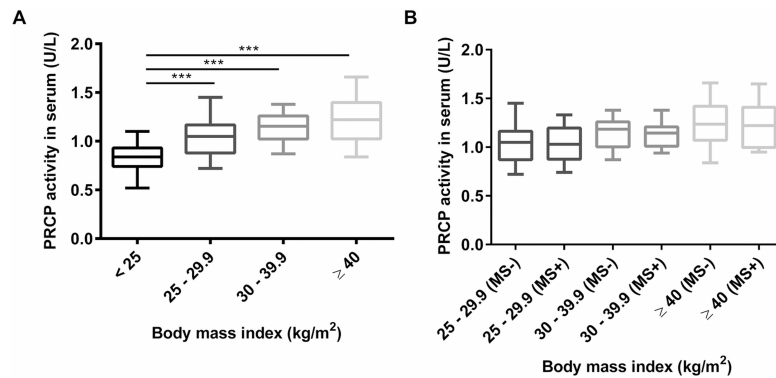 A
PRCP activity in serum (U/L)
2.0
1.5
1.0
0.5
0.0
***
***
***
< 25
25 - 29.9
30 - 39.9
≥ 40
Body mass index (kg/m²)
B
PRCP activity in serum (U/L)
2.0
1.5
1.0
0.5
0.0
25 - 29.9 (MS-)
25 - 29.9 (MS+)
30 - 39.9 (MS-)
30 - 39.9 (MS+)
≥ 40 (MS-)
≥ 40 (MS+)
Body mass index (kg/m²)